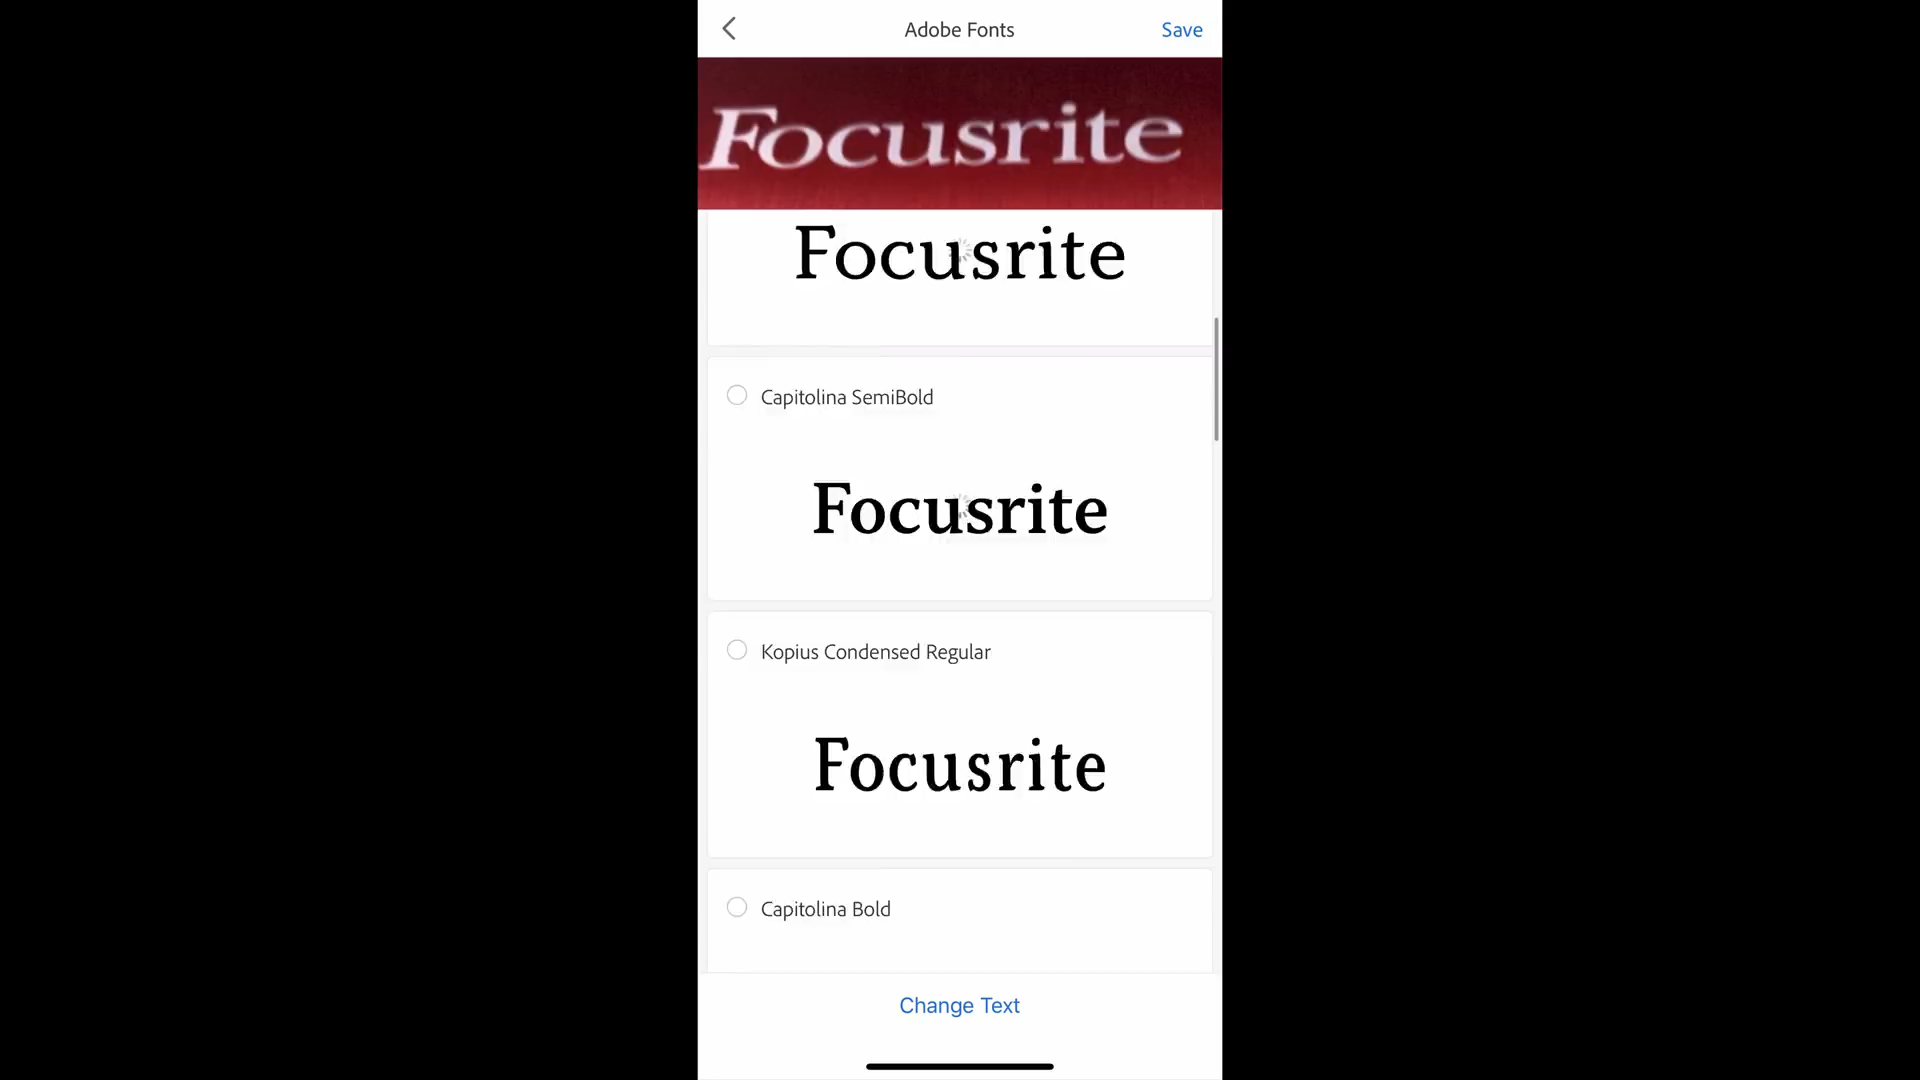 Adobe Fonts
Save
Focusrite
Focusrite
Capitolina SemiBold
Focusrite
Kopius Condensed Regular
Focusrite
Capitolina Bold
Change Text